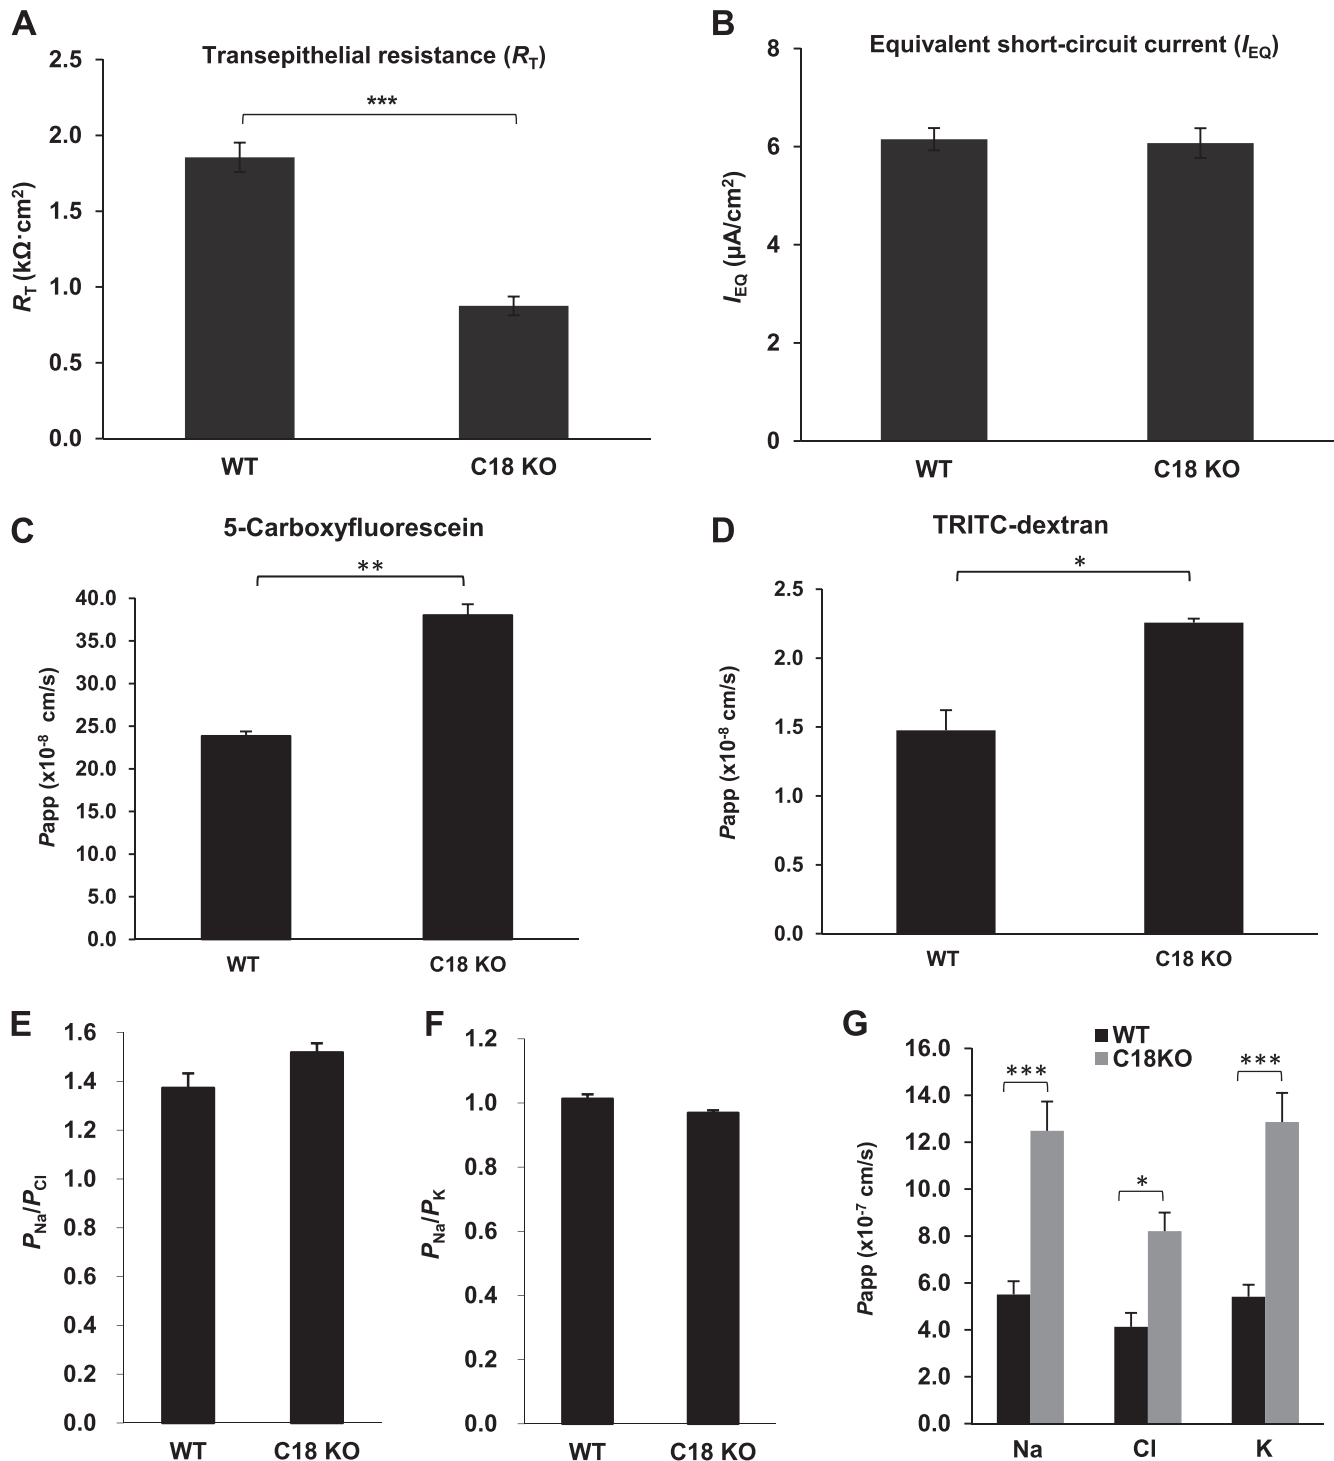 A
Transepithelial resistance (RT)
2.5
2.0
1.5
1.0
0.5
0.0
RT (kΩ·cm2)
***
WT
C18 KO
B
Equivalent short-circuit current (IEQ)
8
6
4
2
0
IEQ (µA/cm2)
WT
C18 KO
C
5-Carboxyfluorescein
**
40.0
35.0
30.0
25.0
20.0
15.0
10.0
5.0
0.0
Papp (x10-8 cm/s)
WT
C18 KO
D
TRITC-dextran
*
2.5
2.0
1.5
1.0
0.5
0.0
Papp (x10-8 cm/s)
WT
C18 KO
E
1.6
1.4
1.2
1.0
0.8
0.6
0.4
0.2
0.0
PNa/PCl
WT
C18 KO
F
1.2
1.0
0.8
0.6
0.4
0.2
0.0
PNa/PK
WT
C18 KO
G
WT
C18KO
16.0
14.0
12.0
10.0
8.0
6.0
4.0
2.0
0.0
Papp (x10-7 cm/s)
***
*
***
Na
Cl
K